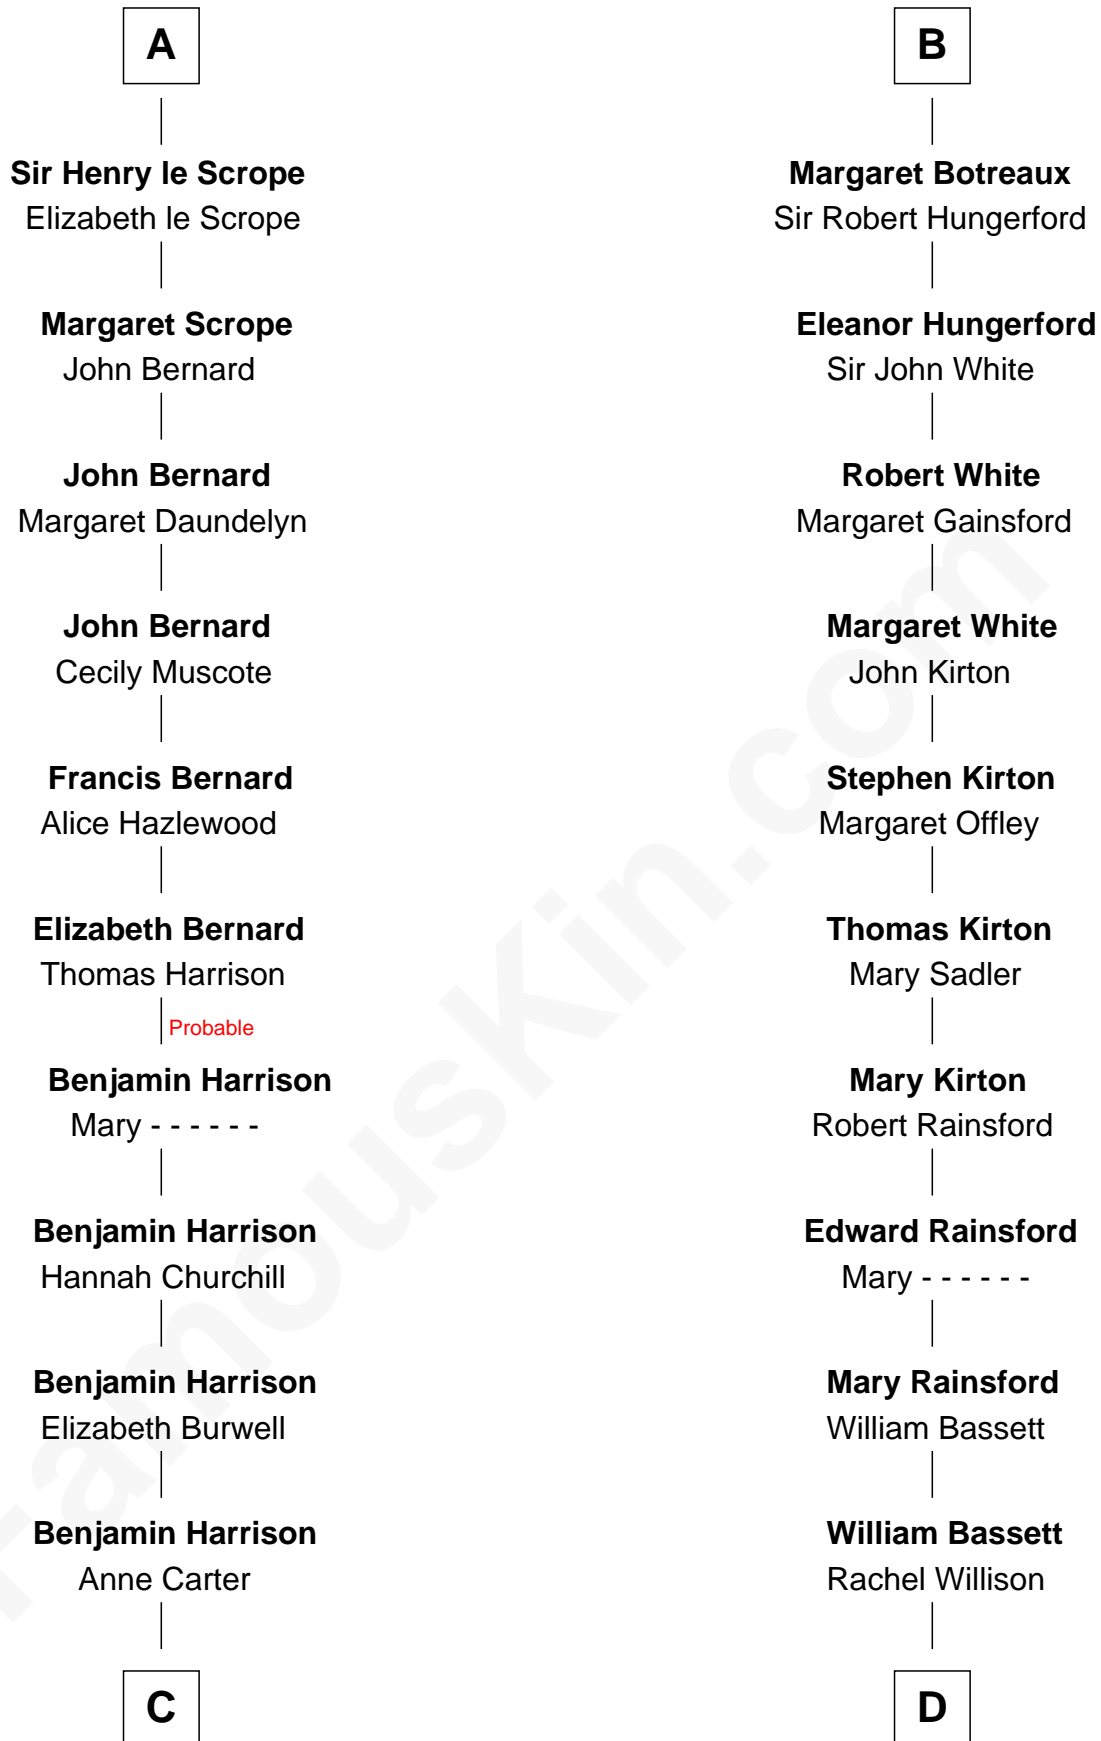 A
Sir Henry le Scrope
Elizabeth le Scrope
Margaret Scrope
John Bernard
John Bernard
Margaret Daundelyn
John Bernard
Cecily Muscote
Francis Bernard
Alice Hazlewood
Elizabeth Bernard
Thomas Harrison
Probable
Benjamin Harrison
Mary - - - - - -
Benjamin Harrison
Hannah Churchill
Benjamin Harrison
Elizabeth Burwell
Benjamin Harrison
Anne Carter
C
B
Margaret Botreaux
Sir Robert Hungerford
Eleanor Hungerford
Sir John White
Robert White
Margaret Gainsford
Margaret White
John Kirton
Stephen Kirton
Margaret Offley
Thomas Kirton
Mary Sadler
Mary Kirton
Robert Rainsford
Edward Rainsford
Mary - - - - - -
Mary Rainsford
William Bassett
William Bassett
Rachel Willison
D
FamousKin.com